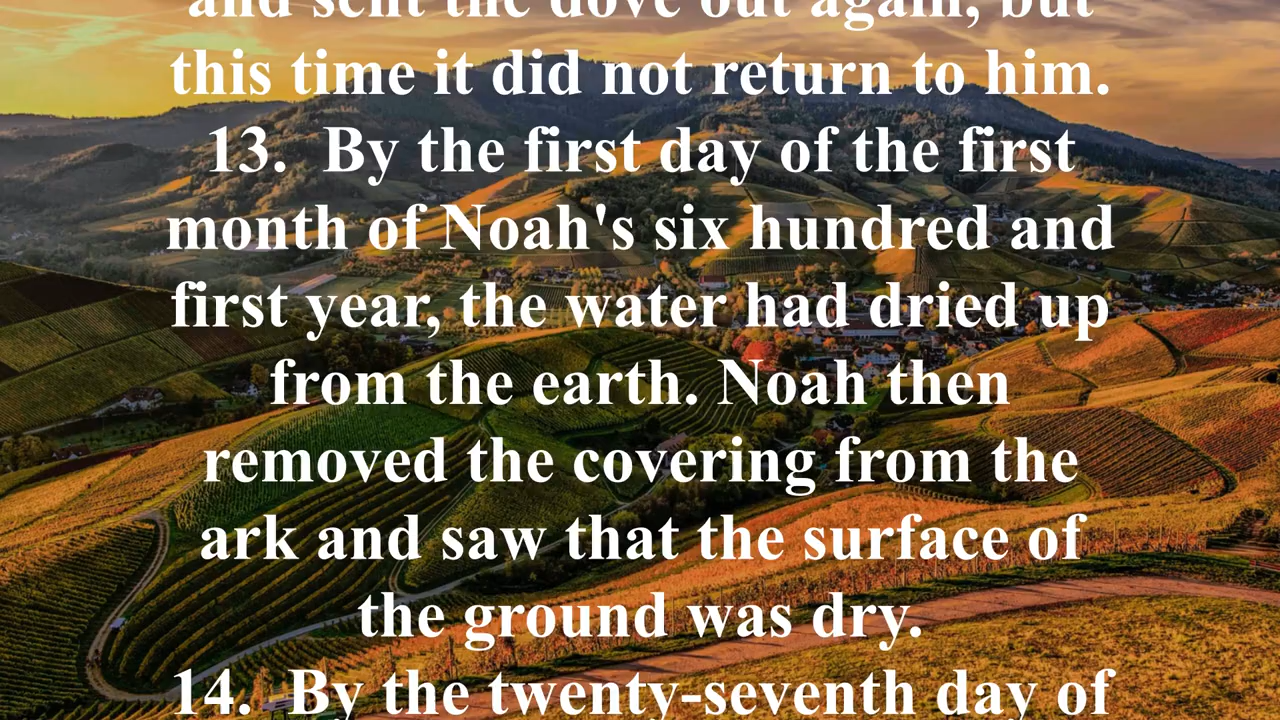 and sent the dove out again, but
this time it did not return to him.
13. By the first day of the first
month of Noah's six hundred and
first year, the water had dried up
from the earth. Noah then
removed the covering from the
ark and saw that the surface of
the ground was dry.
14. By the twenty-seventh day of